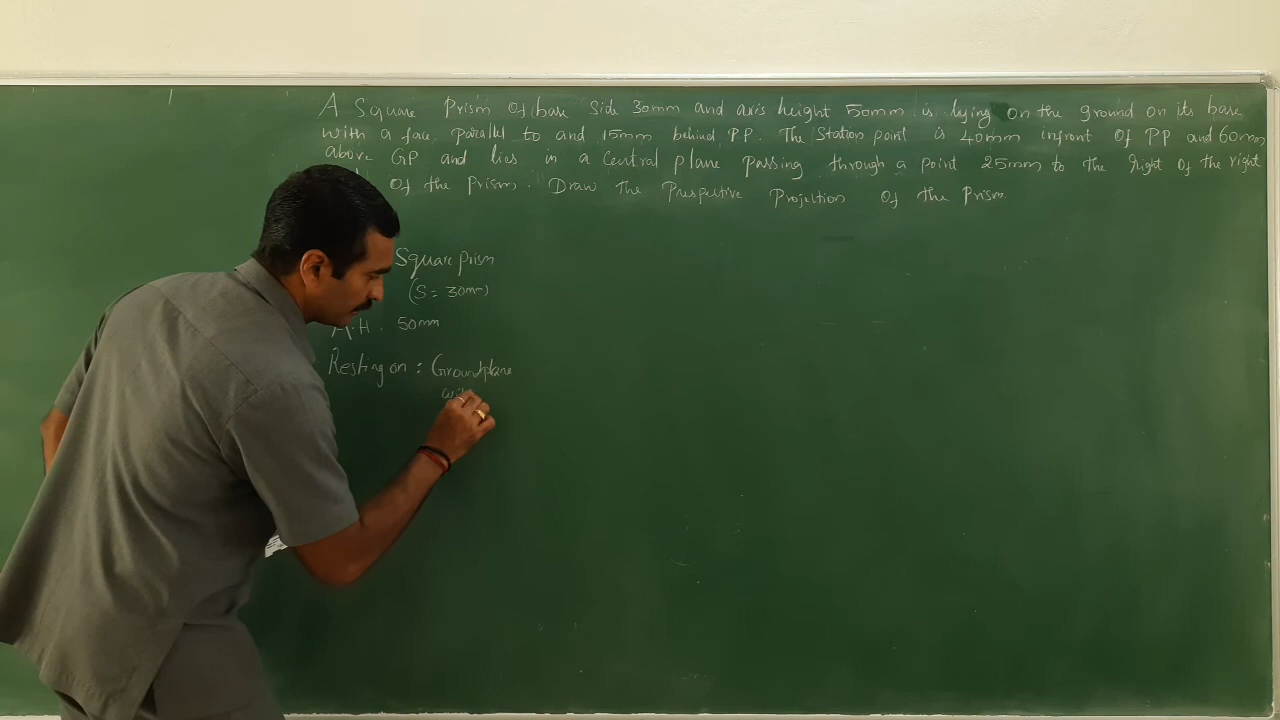 A Square Prism Of base Side 30mm and axis height 50mm is lying on the ground on its base
with a face parallel to and 15mm behind PP. The Station point is 40mm infront of PP and 60mm
above GP and lies in a Central plane passing through a point 25mm to the right of the right
Of the Prism. Draw The Prespective Projection Of the Prism.
Square prism
(S = 30mm)
A.H. 50mm
Resting on : Groundplane